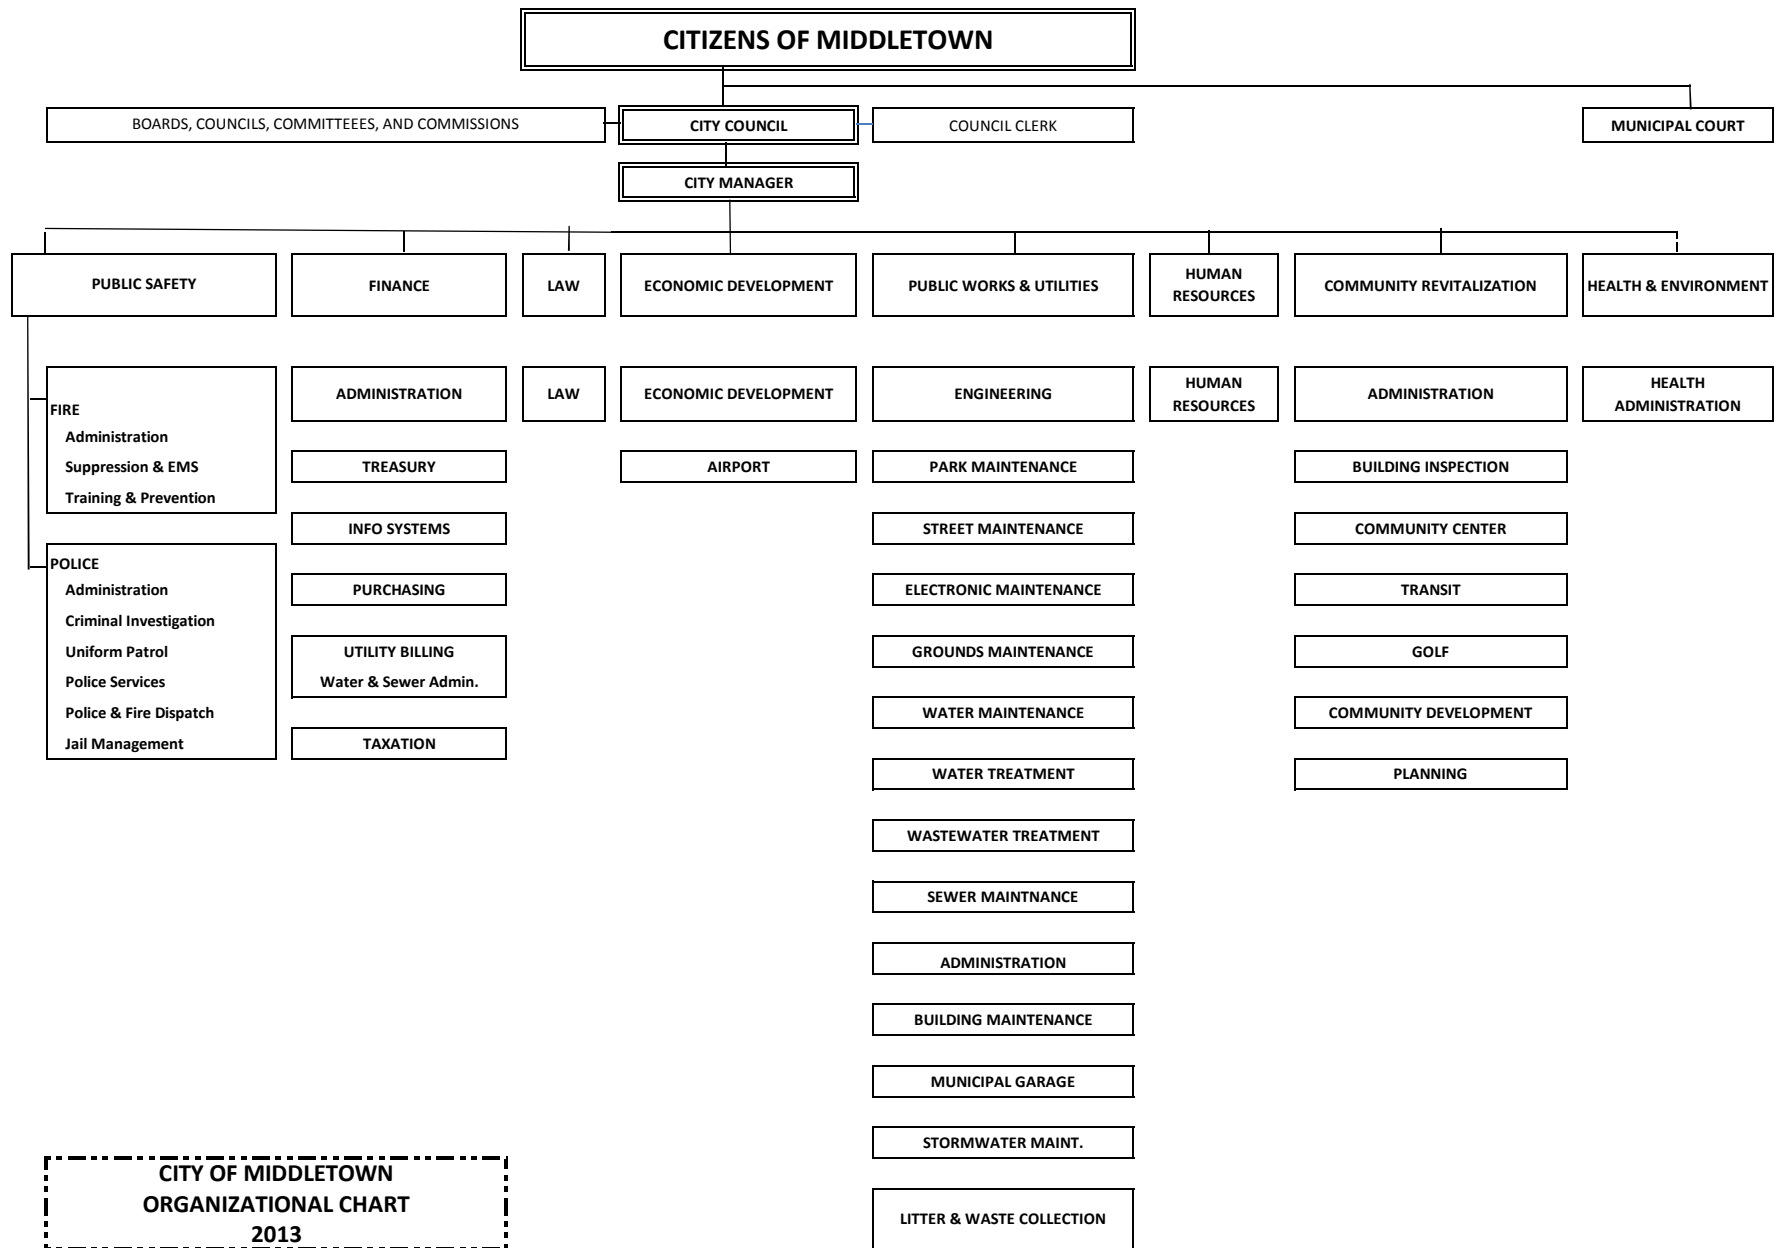 CITIZENS OF MIDDLETOWN
BOARDS, COUNCILS, COMMITTEEES, AND COMMISSIONS
CITY COUNCIL
COUNCIL CLERK
MUNICIPAL COURT
CITY MANAGER
PUBLIC SAFETY
FINANCE
LAW
ECONOMIC DEVELOPMENT
PUBLIC WORKS & UTILITIES
HUMAN
RESOURCES
COMMUNITY REVITALIZATION
HEALTH & ENVIRONMENT
FIRE
Administration
Suppression & EMS
Training & Prevention
POLICE
Administration
Criminal Investigation
Uniform Patrol
Police Services
Police & Fire Dispatch
Jail Management
ADMINISTRATION
TREASURY
INFO SYSTEMS
PURCHASING
UTILITY BILLING
Water & Sewer Admin.
TAXATION
LAW
ECONOMIC DEVELOPMENT
AIRPORT
ENGINEERING
PARK MAINTENANCE
STREET MAINTENANCE
ELECTRONIC MAINTENANCE
GROUNDS MAINTENANCE
WATER MAINTENANCE
WATER TREATMENT
WASTEWATER TREATMENT
SEWER MAINTNANCE
ADMINISTRATION
BUILDING MAINTENANCE
MUNICIPAL GARAGE
STORMWATER MAINT.
LITTER & WASTE COLLECTION
HUMAN
RESOURCES
ADMINISTRATION
BUILDING INSPECTION
COMMUNITY CENTER
TRANSIT
GOLF
COMMUNITY DEVELOPMENT
PLANNING
HEALTH
ADMINISTRATION
CITY OF MIDDLETOWN
ORGANIZATIONAL CHART
2013